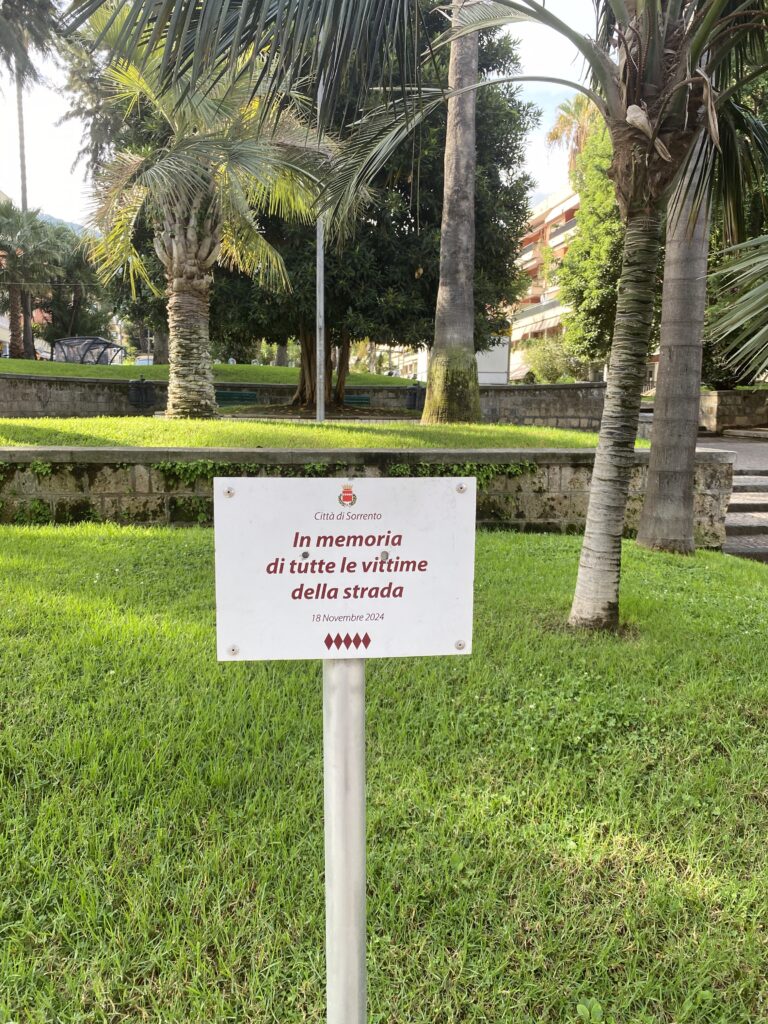 Città di Sorrento
In memoria
di tutte le vittime
della strada
18 Novembre 2024